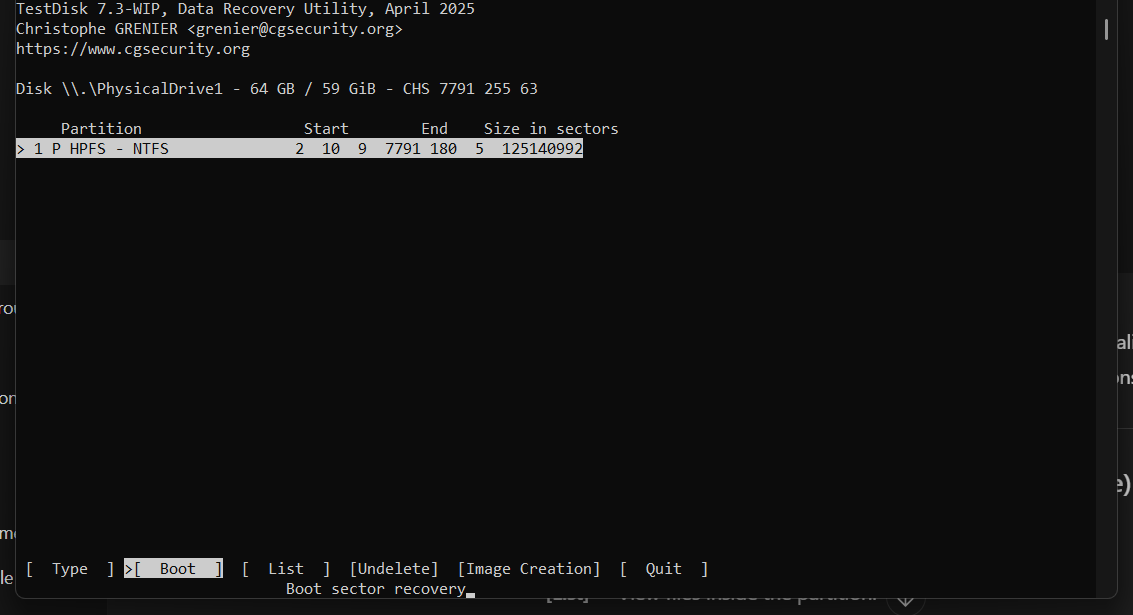 TestDisk 7.3-WIP, Data Recovery Utility, April 2025
Christophe GRENIER <grenier@cgsecurity.org>
https://www.cgsecurity.org
Disk \\.\PhysicalDrive1 - 64 GB / 59 GiB - CHS 7791 255 63
Partition Start End Size in sectors
> 1 P HPFS - NTFS 2 10 9 7791 180 5 125140992
[ Type ] >[ Boot ] [ List ] [Undelete] [Image Creation] [ Quit ]
Boot sector recovery_